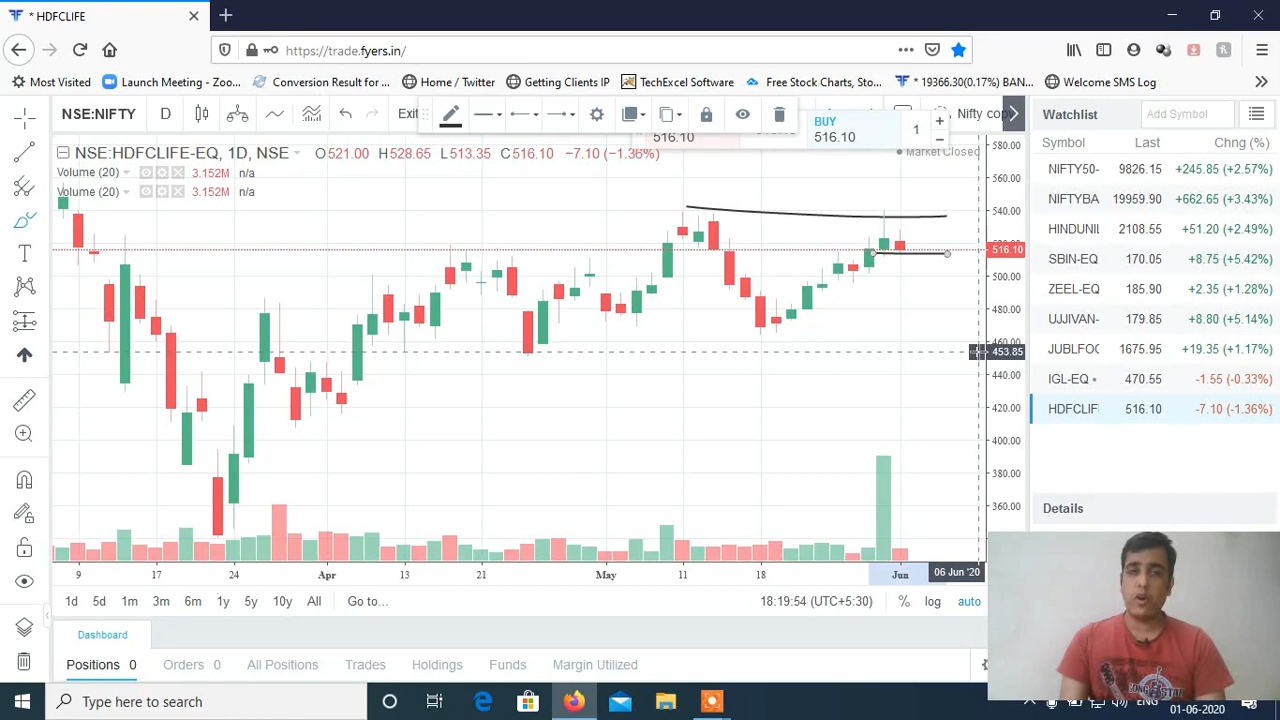 * HDFCLIFE
https://trade.fyers.in/
Most Visited
Launch Meeting - Zoo...
Conversion Result for ...
Home / Twitter
Getting Clients IP
TechExcel Software
Free Stock Charts, Sto...
* 19366.30(0.17%) BAN...
Welcome SMS Log
NSE:NIFTY D Exit
BUY
516.10
516.10
1
Nifty cop
Watchlist
Add Symbol
NSE:HDFCLIFE-EQ, 1D, NSE O521.00 H528.65 L513.35 C516.10 −7.10 (−1.36%)
Market Closed
Volume (20) 3.152M n/a
Volume (20) 3.152M n/a
580.00
560.00
540.00
516.10
500.00
480.00
460.00
453.85
440.00
420.00
400.00
380.00
360.00
Symbol Last Chng (%)
NIFTY50- 9826.15 +245.85 (+2.57%)
NIFTYBA 19957.90 +662.65 (+3.43%)
HINDUNIL 2108.55 +51.20 (+2.49%)
SBIN-EQ 170.05 +8.75 (+5.42%)
ZEEL-EQ 185.90 +2.35 (+1.28%)
UJJIVAN- 179.85 +8.80 (+5.14%)
JUBLFOO 1675.95 +19.35 (+1.17%)
IGL-EQ 470.55 -1.55 (-0.33%)
HDFCLIF 516.10 -7.10 (-1.36%)
Details
9 17 24 Apr 13 21 May 11 18 Jun 06 Jun '20
1d 5d 1m 3m 6m 1y 5y 10y All Go to...
18:19:54 (UTC+5:30) % log auto
Dashboard
Positions 0 Orders 0 All Positions Trades Holdings Funds Margin Utilized
Type here to search
ENG
01-06-2020